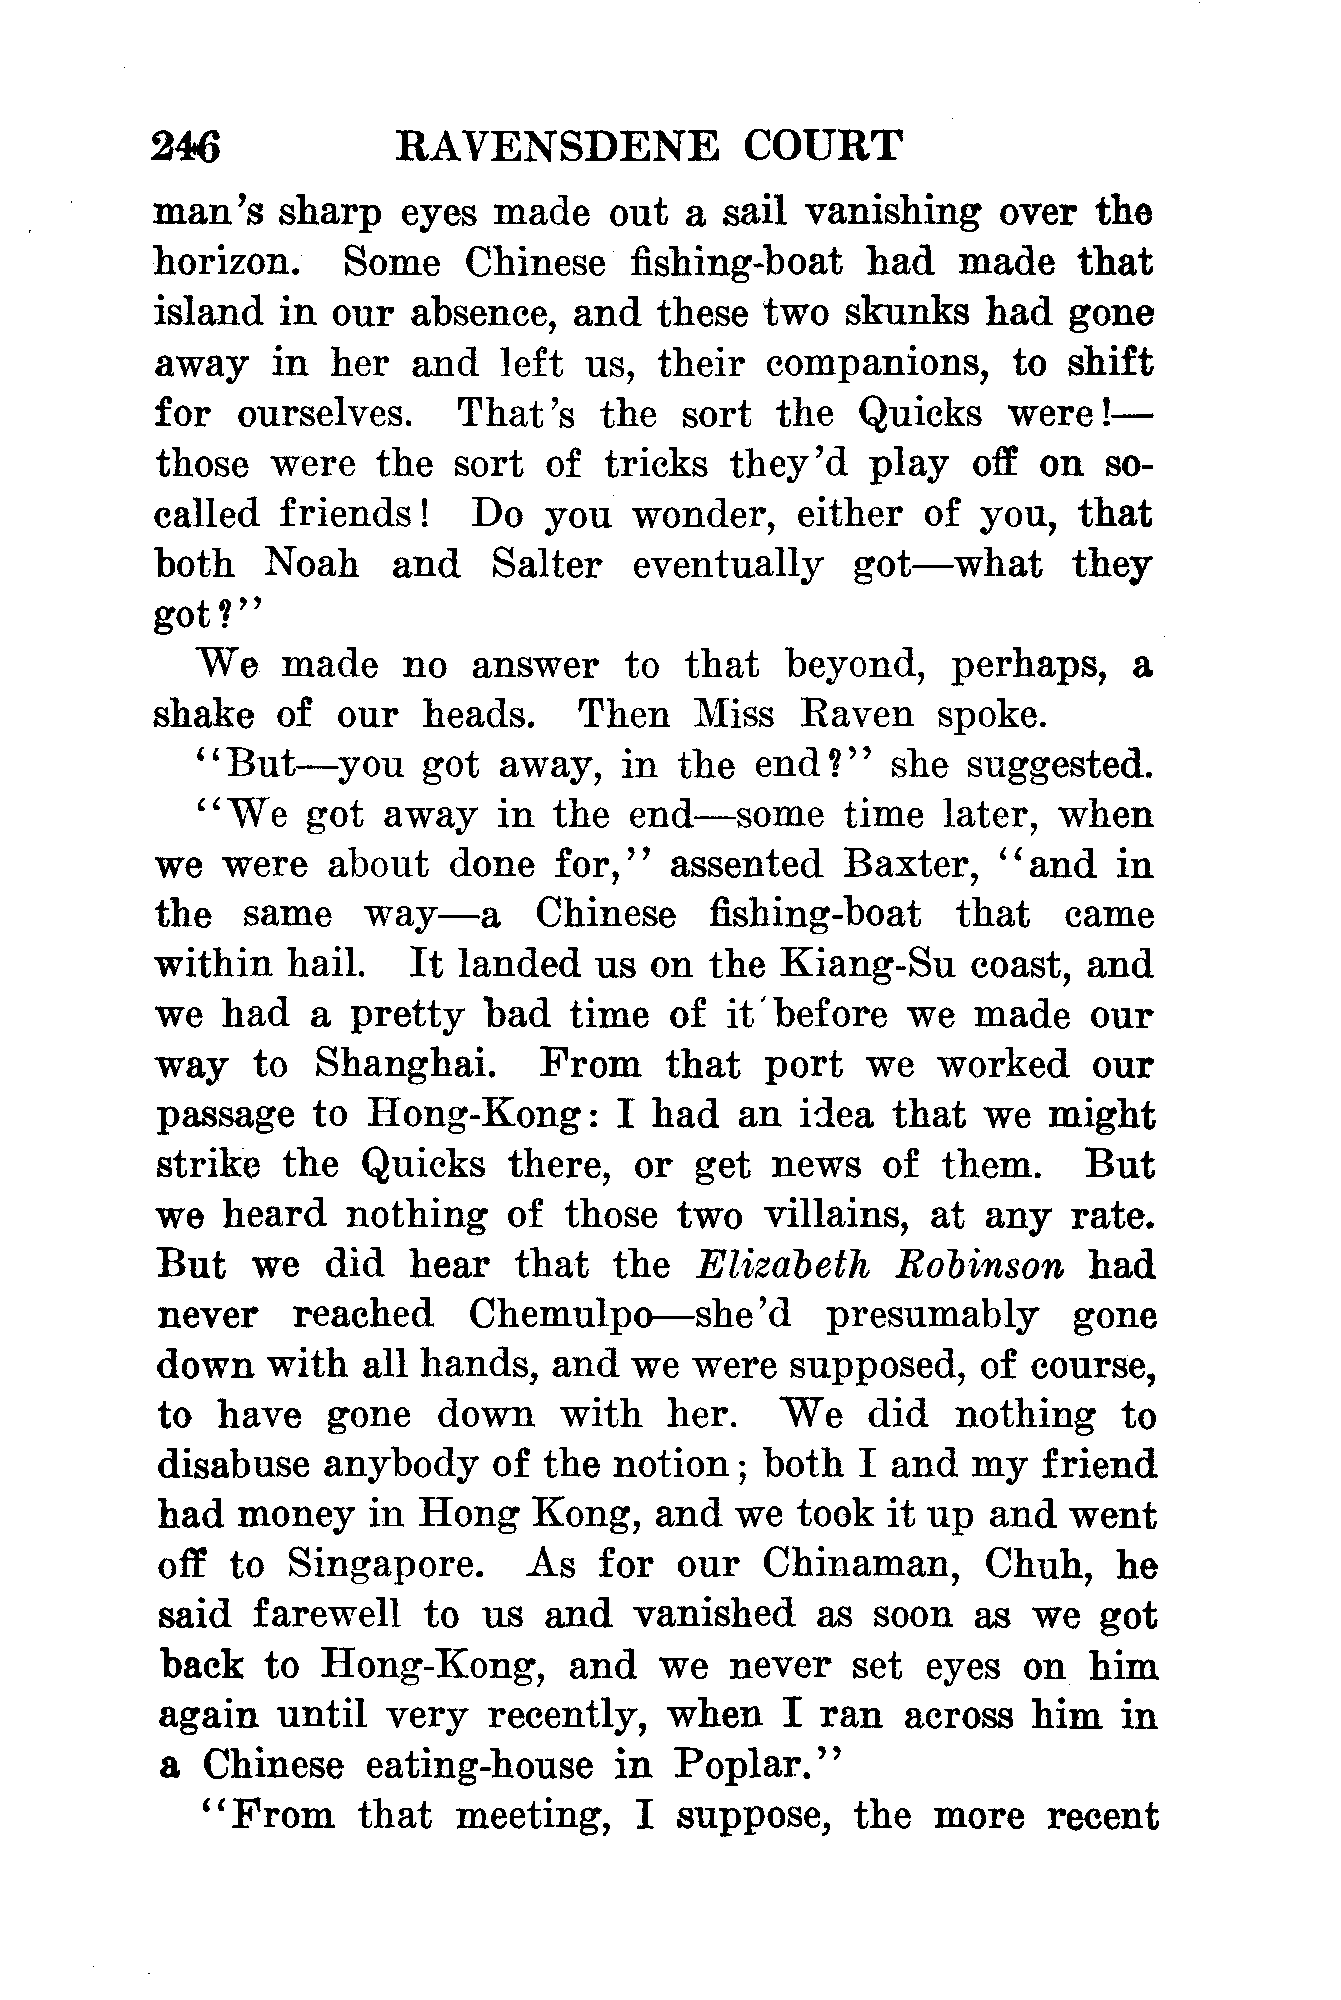 246 RAVENSDENE COURT
man's sharp eyes made out a sail vanishing over the
horizon. Some Chinese fishing-boat had made that
island in our absence, and these two skunks had gone
away in her and left us, their companions, to shift
for ourselves. That's the sort the Quicks were!—
those were the sort of tricks they'd play off on so-
called friends! Do you wonder, either of you, that
both Noah and Salter eventually got—what they
got?"
We made no answer to that beyond, perhaps, a
shake of our heads. Then Miss Raven spoke.
"But—you got away, in the end?" she suggested.
"We got away in the end—some time later, when
we were about done for," assented Baxter, "and in
the same way—a Chinese fishing-boat that came
within hail. It landed us on the Kiang-Su coast, and
we had a pretty bad time of it before we made our
way to Shanghai. From that port we worked our
passage to Hong-Kong: I had an idea that we might
strike the Quicks there, or get news of them. But
we heard nothing of those two villains, at any rate.
But we did hear that the Elizabeth Robinson had
never reached Chemulpo—she'd presumably gone
down with all hands, and we were supposed, of course,
to have gone down with her. We did nothing to
disabuse anybody of the notion; both I and my friend
had money in Hong Kong, and we took it up and went
off to Singapore. As for our Chinaman, Chuh, he
said farewell to us and vanished as soon as we got
back to Hong-Kong, and we never set eyes on him
again until very recently, when I ran across him in
a Chinese eating-house in Poplar."
"From that meeting, I suppose, the more recent